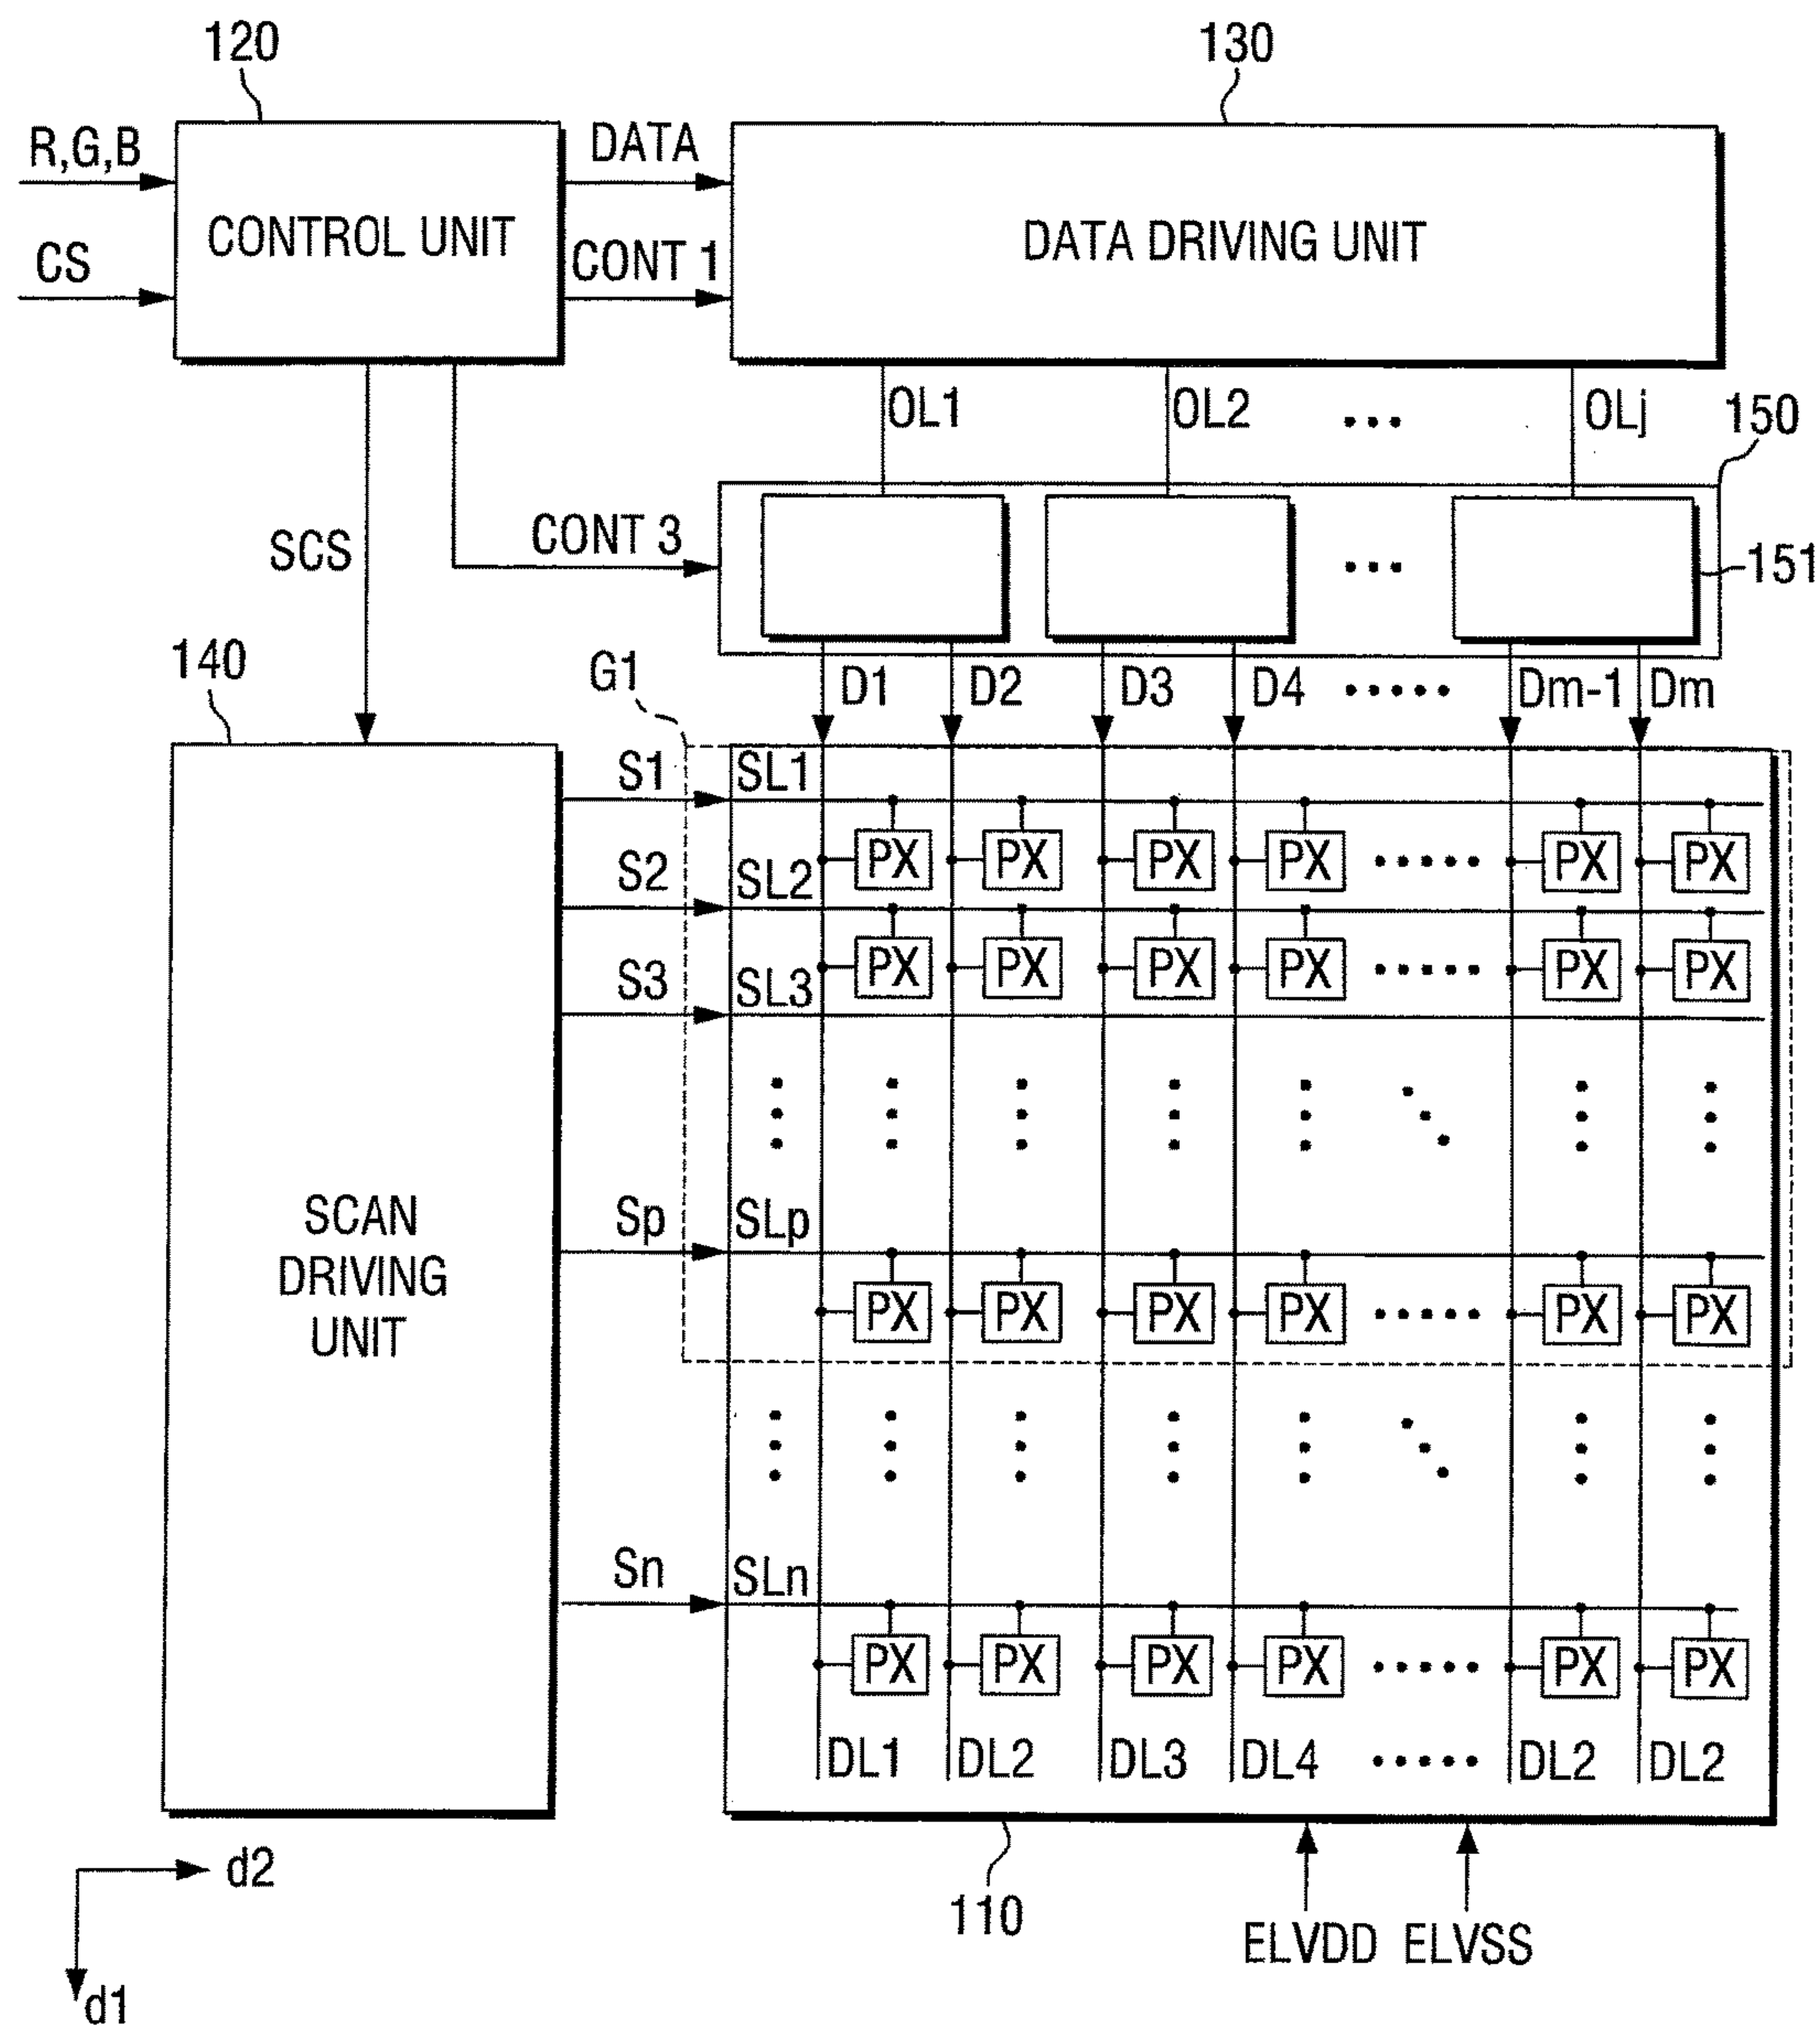 120
130
R,G,B
DATA
CONTROL UNIT
DATA DRIVING UNIT
CS
CONT 1
OL1 OL2 ... OLj
150
SCS
CONT 3
...
151
140
G1
D1 D2 D3 D4 ..... Dm-1 Dm
S1 SL1
PX PX PX PX ..... PX PX
S2 SL2
PX PX PX PX ..... PX PX
S3 SL3
Sp SLp
SCAN
DRIVING
UNIT
PX PX PX PX ..... PX PX
Sn SLn
PX PX PX PX ..... PX PX
DL1 DL2 DL3 DL4 ..... DL2 DL2
d2
110
ELVDD ELVSS
d1